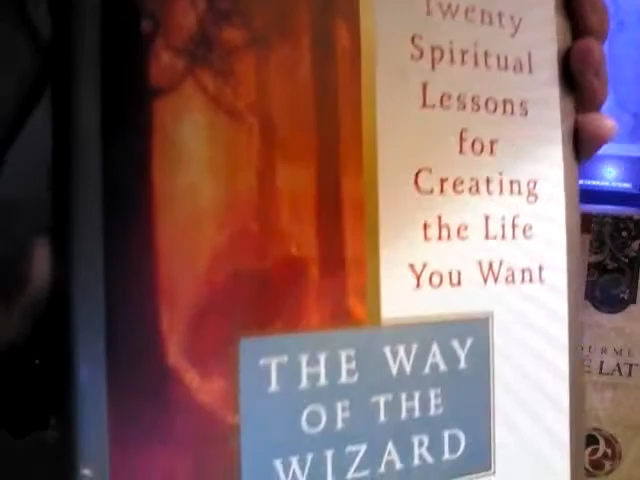 Twenty
Spiritual
Lessons
for
Creating
the Life
You Want
THE WAY
OF THE
WIZARD
LAT